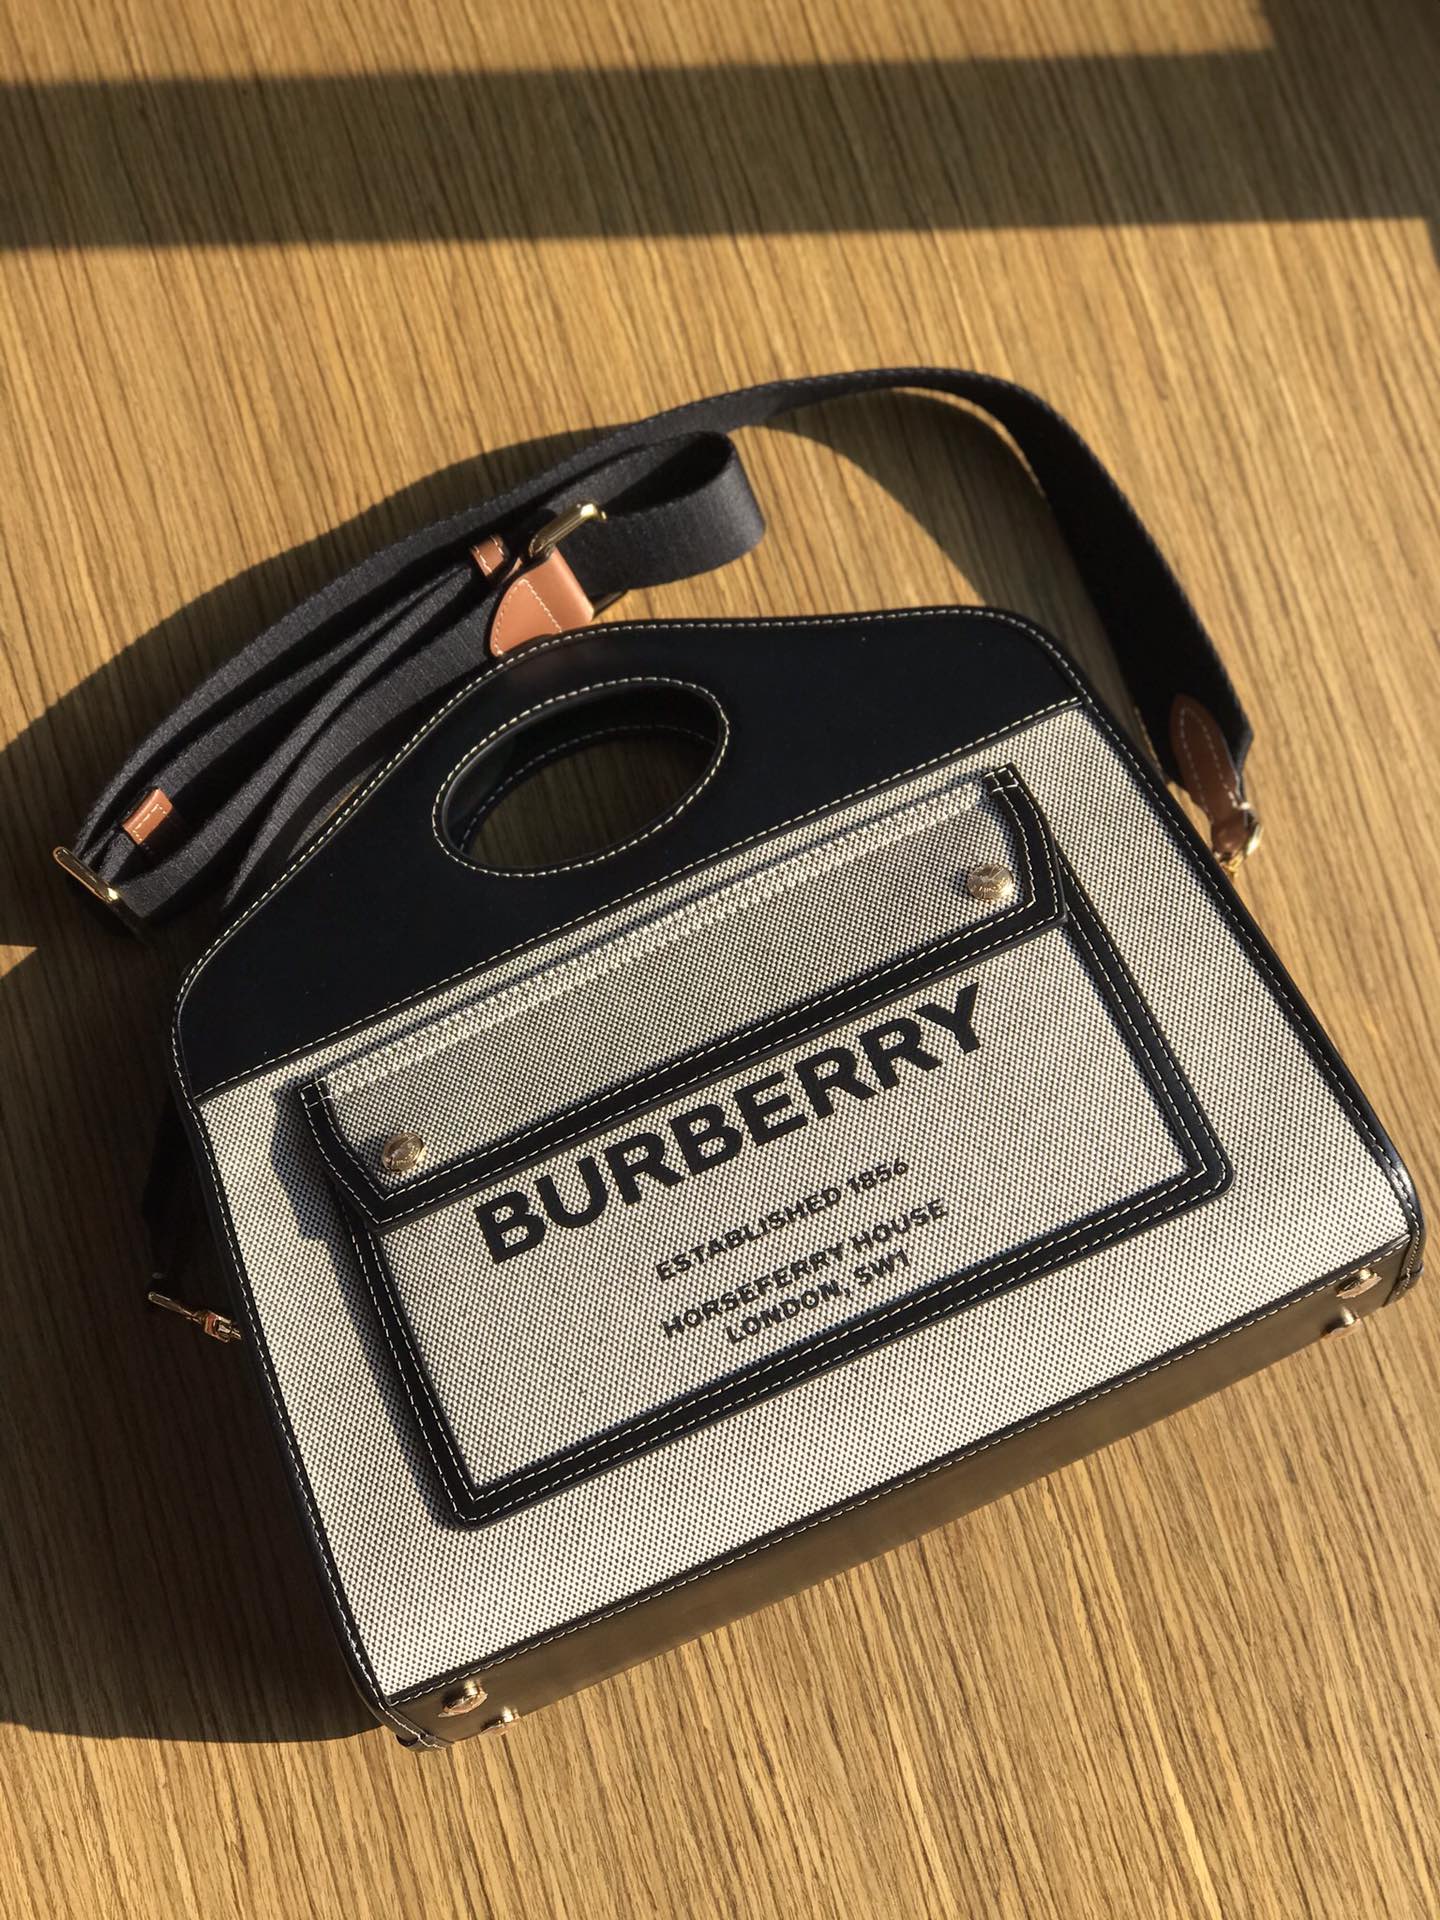 BURBERRY
ESTABLISHED 1856
HORSEFERRY HOUSE
LONDON, SW1